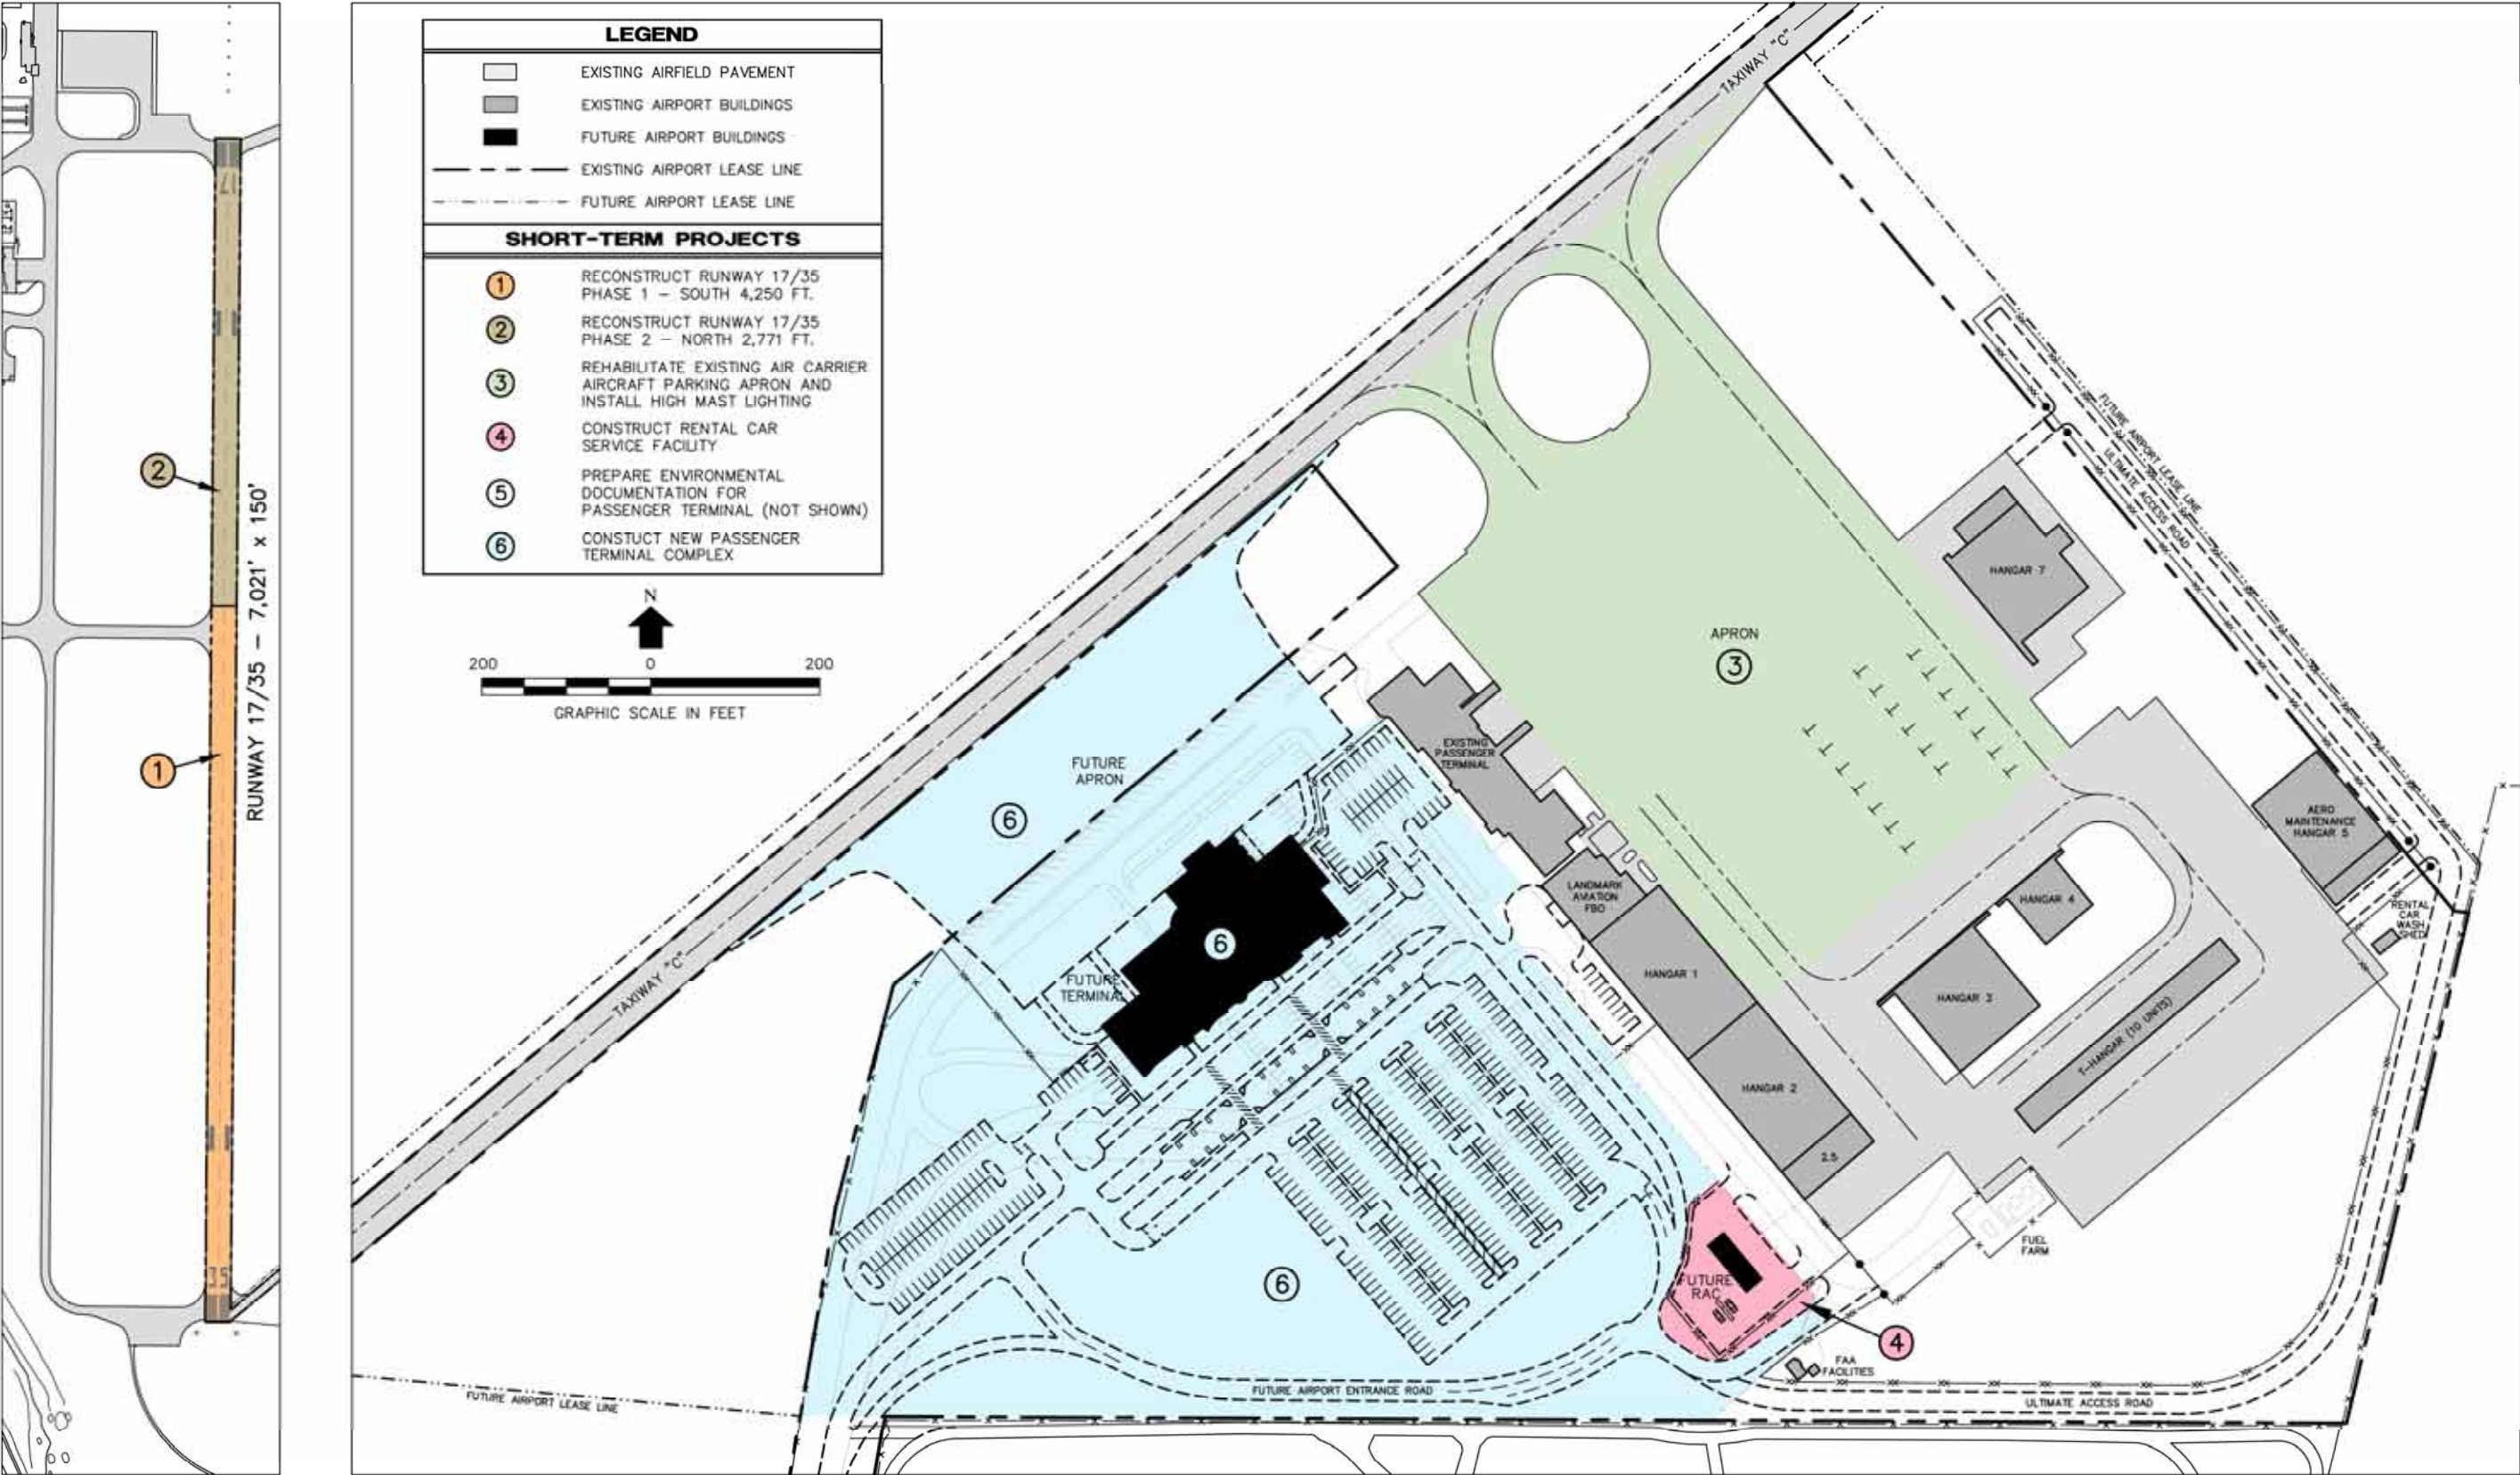 17
2
1
RUNWAY 17/35 – 7,021' x 150'
35
LEGEND
EXISTING AIRFIELD PAVEMENT
EXISTING AIRPORT BUILDINGS
FUTURE AIRPORT BUILDINGS
EXISTING AIRPORT LEASE LINE
FUTURE AIRPORT LEASE LINE
SHORT-TERM PROJECTS
1
RECONSTRUCT RUNWAY 17/35
PHASE 1 – SOUTH 4,250 FT.
2
RECONSTRUCT RUNWAY 17/35
PHASE 2 – NORTH 2,771 FT.
3
REHABILITATE EXISTING AIR CARRIER
AIRCRAFT PARKING APRON AND
INSTALL HIGH MAST LIGHTING
4
CONSTRUCT RENTAL CAR
SERVICE FACILITY
5
PREPARE ENVIRONMENTAL
DOCUMENTATION FOR
PASSENGER TERMINAL (NOT SHOWN)
6
CONSTUCT NEW PASSENGER
TERMINAL COMPLEX
N
200 0 200
GRAPHIC SCALE IN FEET
TAXIWAY "C"
FUTURE AIRPORT LEASE LINE
ULTIMATE ACCESS ROAD
HANGAR 7
APRON
3
EXISTING
PASSENGER
TERMINAL
FUTURE
APRON
6
AERO
MAINTENANCE
HANGAR 5
LANDMARK
AVIATION
FBO
HANGAR 4
RENTAL
CAR
WASH
SHED
6
FUTURE
TERMINAL
TAXIWAY "C"
HANGAR 1
HANGAR 3
T-HANGAR (10 UNITS)
HANGAR 2
2.5
FUEL
FARM
6
FUTURE
RAC
4
FAA
FACILITIES
FUTURE AIRPORT ENTRANCE ROAD
FUTURE AIRPORT LEASE LINE
ULTIMATE ACCESS ROAD